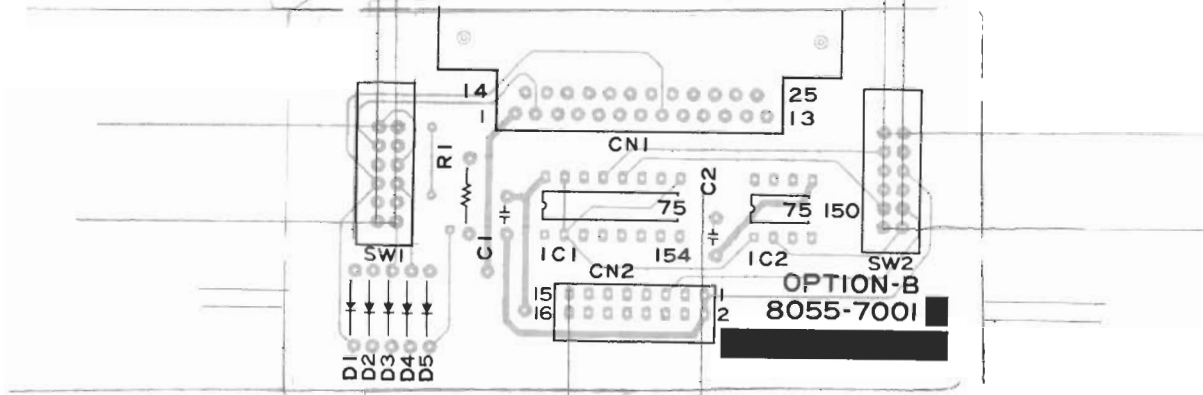 14
25
1
13
CN1
R1
C2
75
75 150
C1
IC1
154
IC2
SW1
SW2
CN2
OPTION-B
15
1
8055-7001
16
2
D1
D2
D3
D4
D5